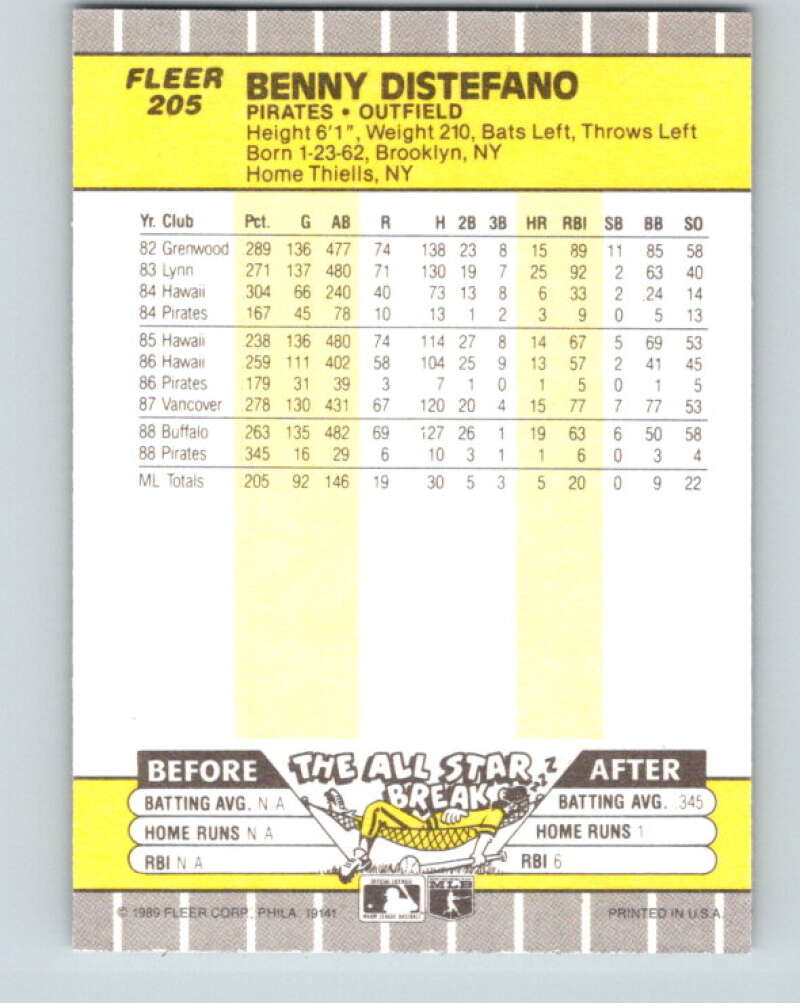 FLEER
205
BENNY DISTEFANO
PIRATES • OUTFIELD
Height 6'1", Weight 210, Bats Left, Throws Left
Born 1-23-62, Brooklyn, NY
Home Thiells, NY
Yr. Club Pct. G AB R H 2B 3B HR RBI SB BB SO
82 Grenwood 289 136 477 74 138 23 8 15 89 11 85 58
83 Lynn 271 137 480 71 130 19 7 25 92 2 63 40
84 Hawaii .304 66 240 40 73 13 8 6 33 2 24 14
84 Pirates 167 45 78 10 13 1 2 3 9 0 5 13
85 Hawaii 238 136 480 74 114 27 8 14 67 5 69 53
86 Hawaii 259 111 402 58 104 25 9 13 57 2 41 45
86 Pirates 179 31 39 3 7 1 0 1 5 0 1 5
87 Vancover 278 130 431 67 120 20 4 15 77 7 77 53
88 Buffalo 263 135 482 69 127 26 1 19 63 6 50 58
88 Pirates 345 16 29 6 10 3 1 1 6 0 3 4
ML Totals 205 92 146 19 30 5 3 5 20 0 9 22
BEFORE THE ALL STAR BREAK ZZZ AFTER
BATTING AVG. N A BATTING AVG. .345
HOME RUNS N A HOME RUNS 1
RBI N A RBI 6
OFFICIAL LICENSEE
MAJOR LEAGUE BASEBALL
MLB
© 1989 FLEER CORP., PHILA. 19141 PRINTED IN U.S.A.